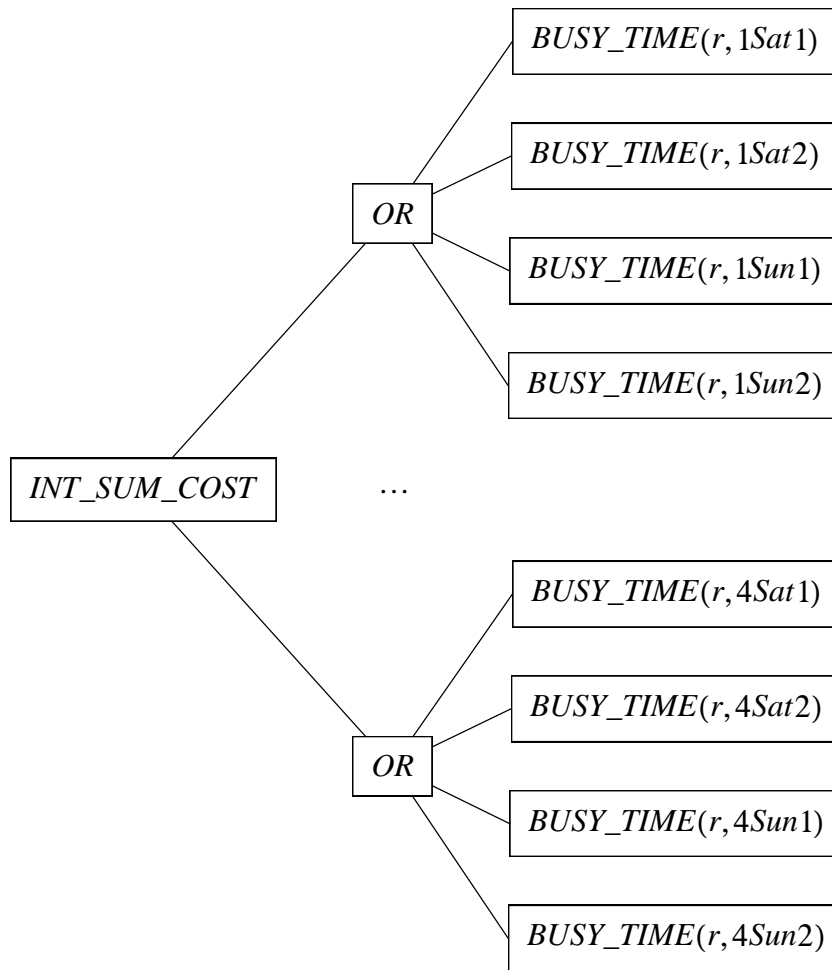 BUSY_TIME(r, 1Sat1)
BUSY_TIME(r, 1Sat2)
OR
BUSY_TIME(r, 1Sun1)
BUSY_TIME(r, 1Sun2)
INT_SUM_COST
...
BUSY_TIME(r, 4Sat1)
BUSY_TIME(r, 4Sat2)
OR
BUSY_TIME(r, 4Sun1)
BUSY_TIME(r, 4Sun2)